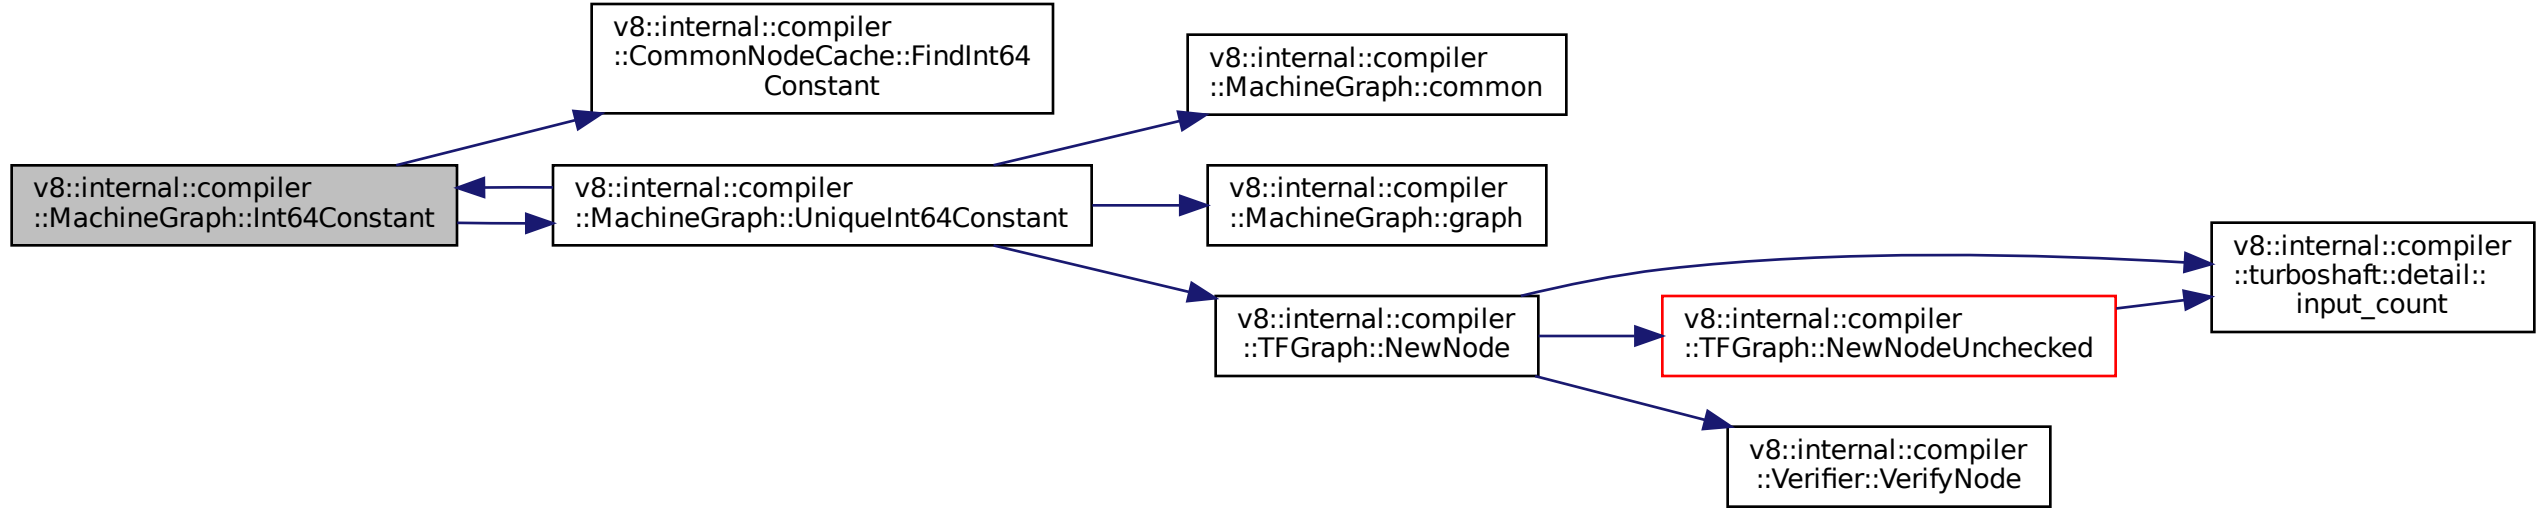 v8::internal::compiler
::MachineGraph::Int64Constant
v8::internal::compiler
::CommonNodeCache::FindInt64
Constant
v8::internal::compiler
::MachineGraph::UniqueInt64Constant
v8::internal::compiler
::MachineGraph::common
v8::internal::compiler
::MachineGraph::graph
v8::internal::compiler
::TFGraph::NewNode
v8::internal::compiler
::TFGraph::NewNodeUnchecked
v8::internal::compiler
::Verifier::VerifyNode
v8::internal::compiler
::turboshaft::detail::
input_count